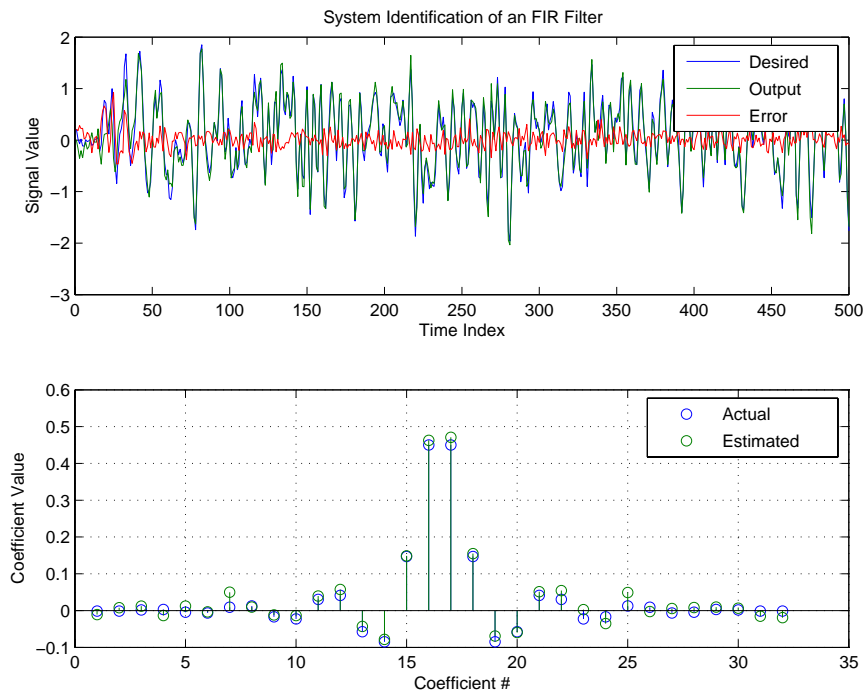 System Identification of an FIR Filter
2
1
0
−1
−2
−3
Signal Value
Desired
Output
Error
0 50 100 150 200 250 300 350 400 450 500
Time Index
0.6
0.5
0.4
0.3
0.2
0.1
0
−0.1
Coefficient Value
Actual
Estimated
0 5 10 15 20 25 30 35
Coefficient #